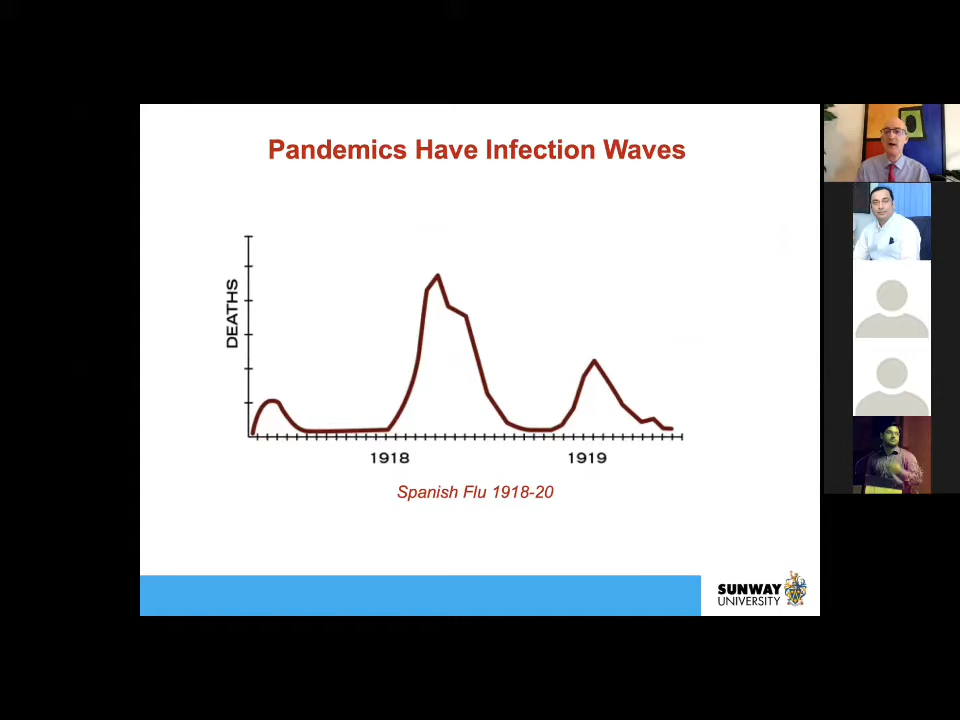 Pandemics Have Infection Waves
DEATHS
1918
1919
Spanish Flu 1918-20
SUNWAY
UNIVERSITY